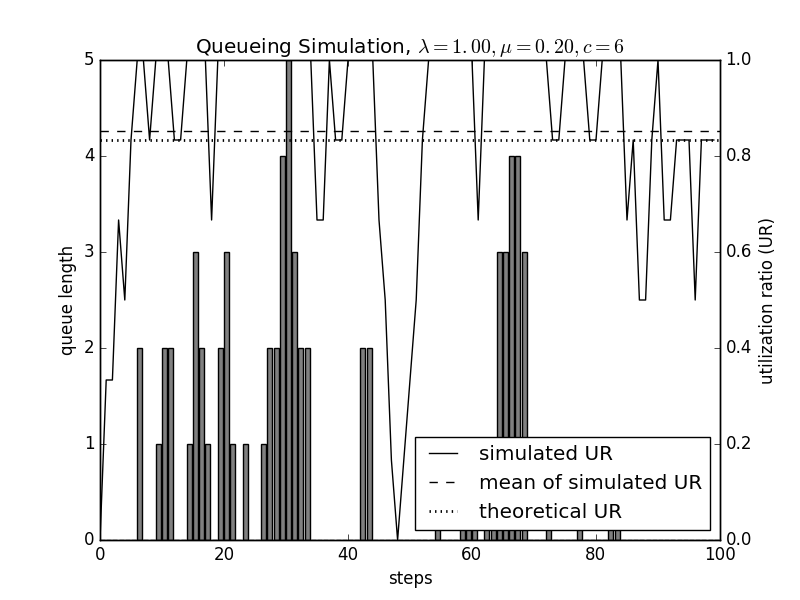 Queueing Simulation, λ = 1.00, μ = 0.20, c = 6
5
4
3
2
1
0
queue length
1.0
0.8
0.6
0.4
0.2
0.0
utilization ratio (UR)
simulated UR
mean of simulated UR
theoretical UR
0 20 40 60 80 100
steps